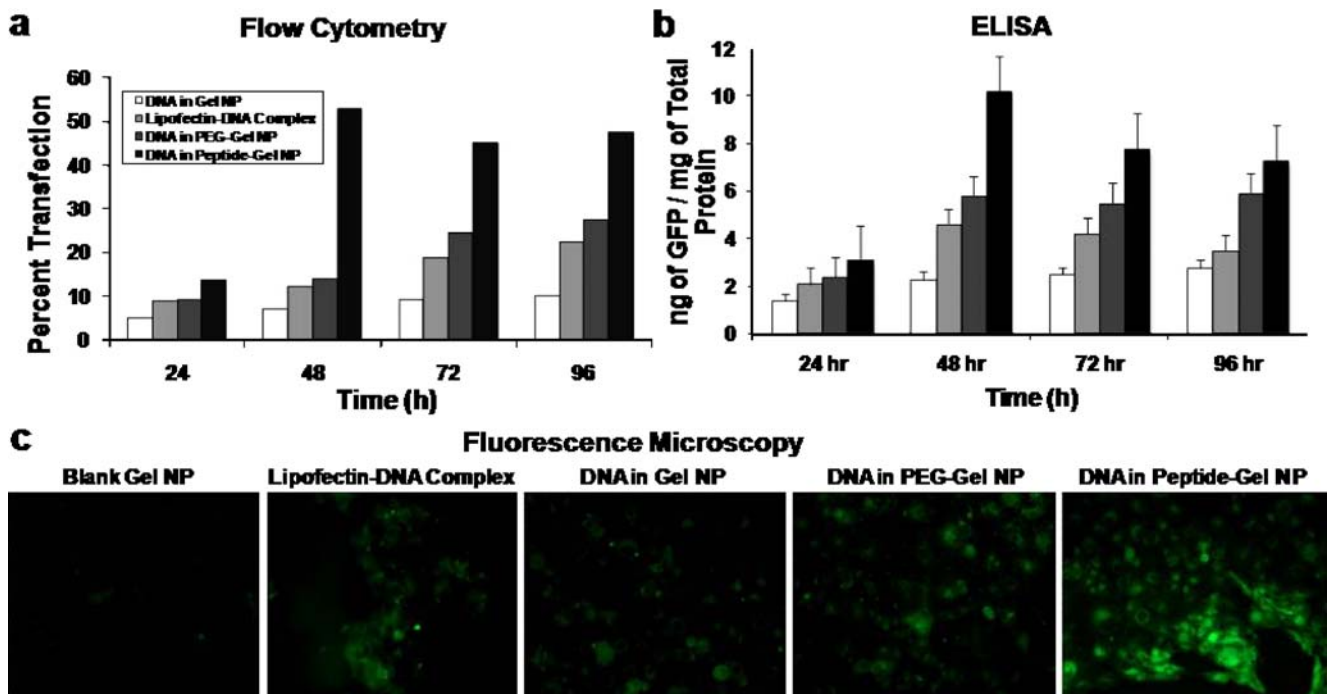 a
Flow Cytometry
Percent Transfection
60
50
40
30
20
10
0
DNA in Gel NP
Lipofectin-DNA Complex
DNA in PEG-Gel NP
DNA in Peptide-Gel NP
24 48 72 96
Time (h)
b
ELISA
ng of GFP / mg of Total
Protein
12
10
8
6
4
2
0
24 hr 48 hr 72 hr 96 hr
Time (h)
c
Fluorescence Microscopy
Blank Gel NP Lipofectin-DNA Complex DNA in Gel NP DNA in PEG-Gel NP DNA in Peptide-Gel NP